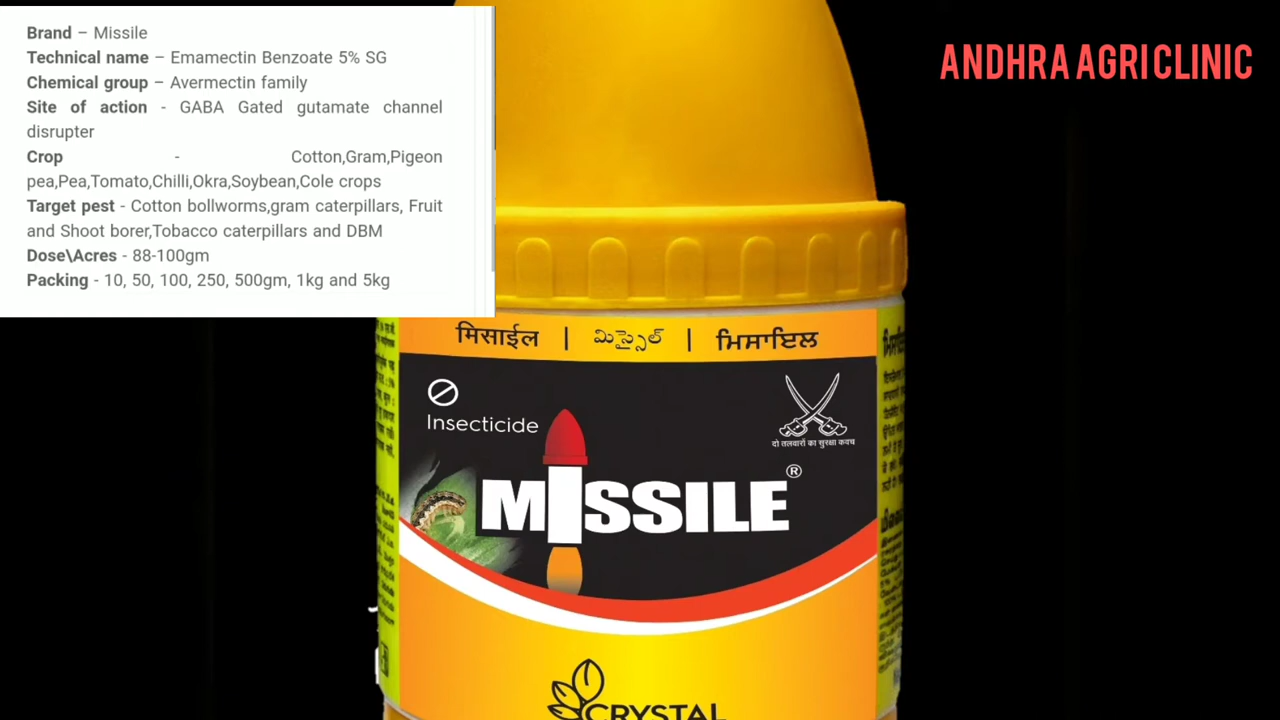 Brand – Missile
Technical name – Emamectin Benzoate 5% SG
Chemical group – Avermectin family
Site of action - GABA Gated gutamate channel
disrupter
Crop - Cotton,Gram,Pigeon
pea,Pea,Tomato,Chilli,Okra,Soybean,Cole crops
Target pest - Cotton bollworms,gram caterpillars, Fruit
and Shoot borer,Tobacco caterpillars and DBM
Dose\Acres - 88-100gm
Packing - 10, 50, 100, 250, 500gm, 1kg and 5kg
ANDHRA AGRI CLINIC
मिसाईल | మిస్సైల్ | ਮਿਸਾਇਲ
Insecticide
दो तलवारों का सुरक्षा कवच
MISSILE®
CRYSTAL